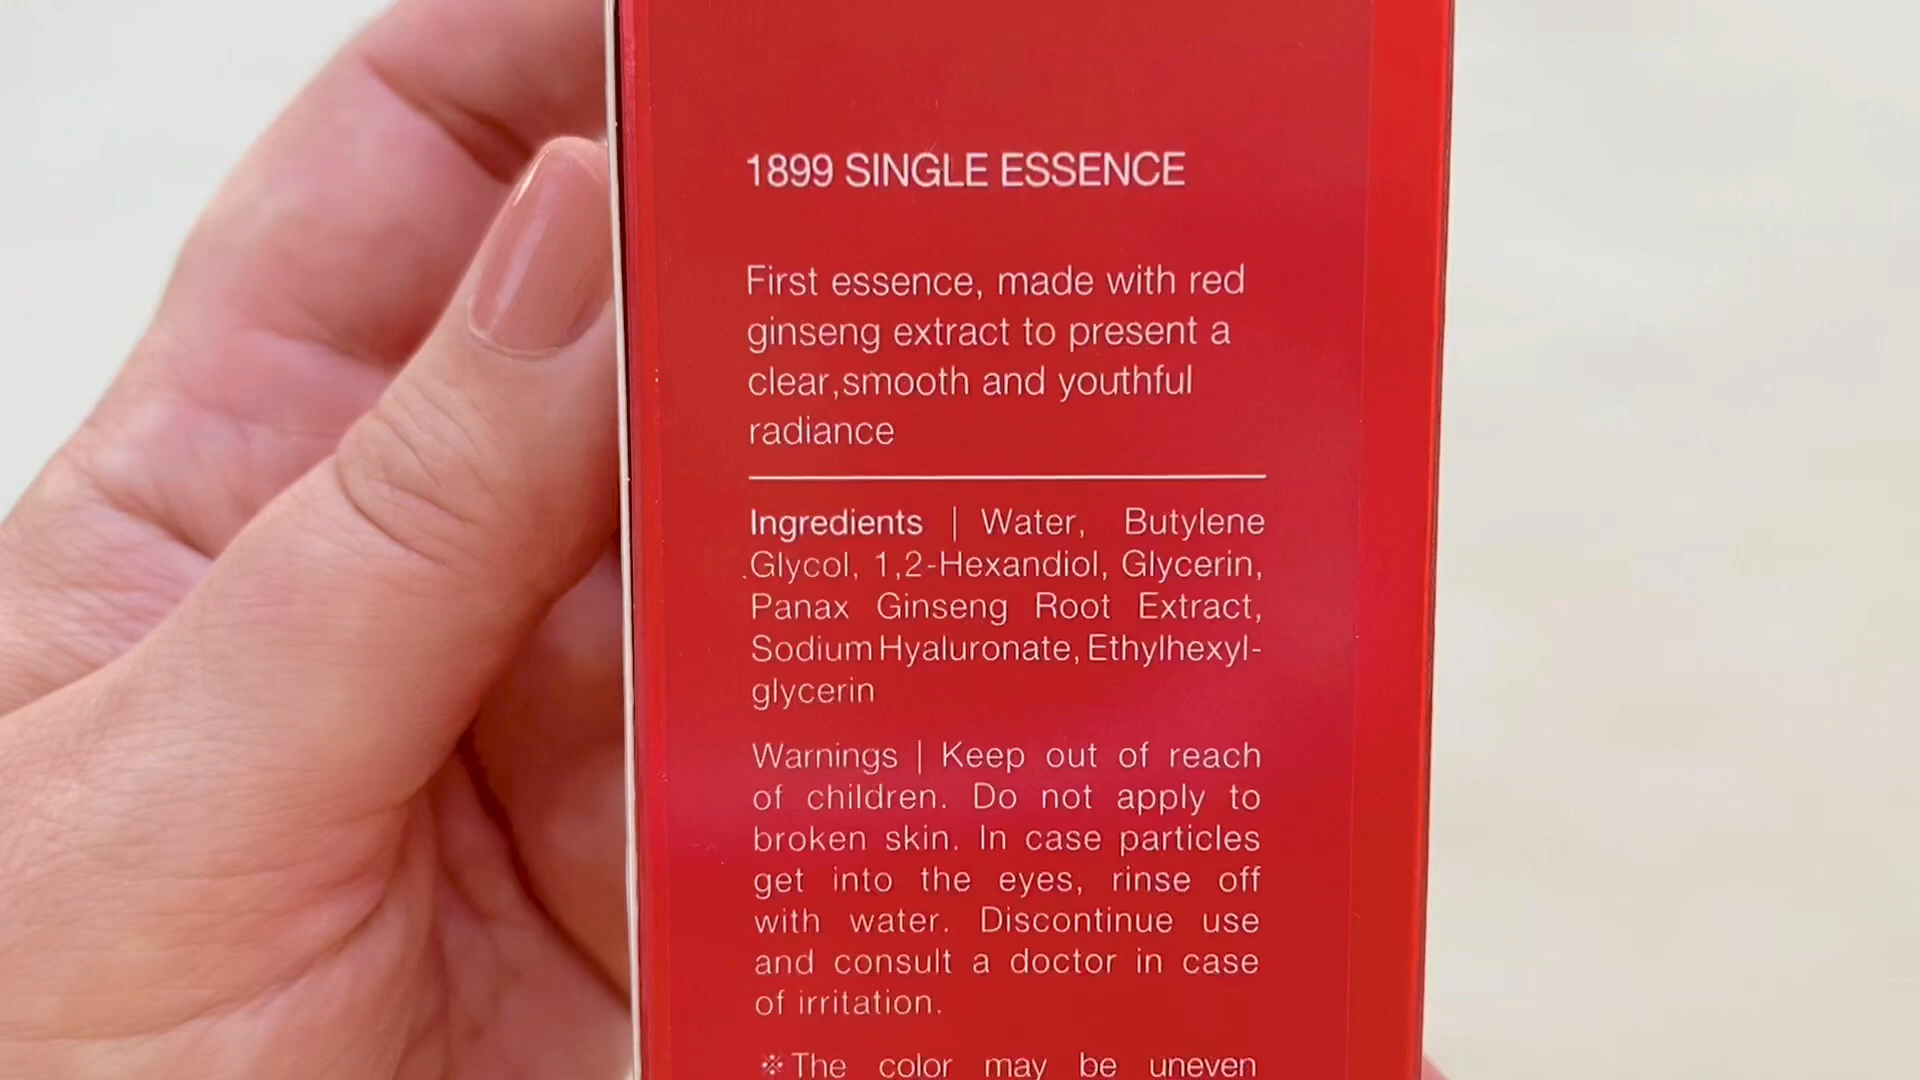 1899 SINGLE ESSENCE
First essence, made with red
ginseng extract to present a
clear,smooth and youthful
radiance
Ingredients | Water, Butylene
Glycol, 1,2-Hexandiol, Glycerin,
Panax Ginseng Root Extract,
Sodium Hyaluronate, Ethylhexyl-
glycerin
Warnings | Keep out of reach
of children. Do not apply to
broken skin. In case particles
get into the eyes, rinse off
with water. Discontinue use
and consult a doctor in case
of irritation.
※The color may be uneven